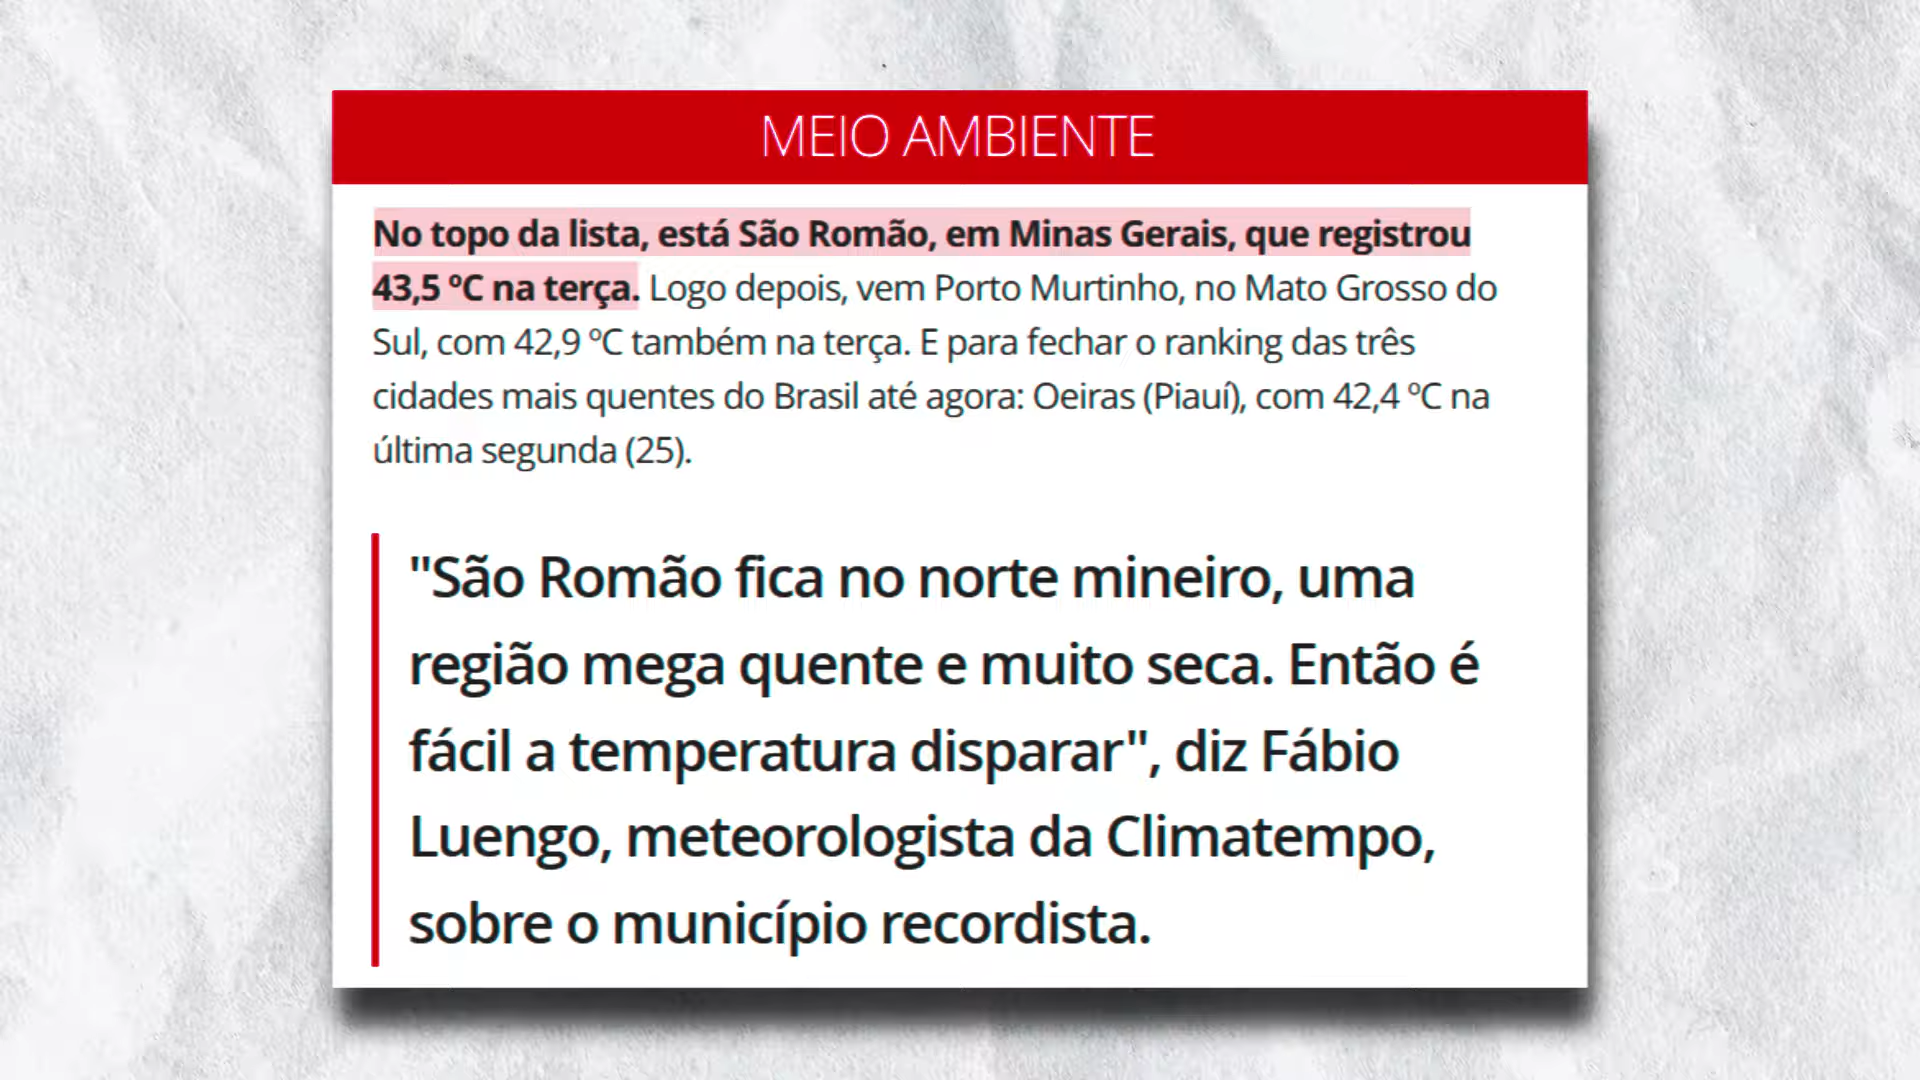 MEIO AMBIENTE
No topo da lista, está São Romão, em Minas Gerais, que registrou
43,5 ºC na terça. Logo depois, vem Porto Murtinho, no Mato Grosso do
Sul, com 42,9 ºC também na terça. E para fechar o ranking das três
cidades mais quentes do Brasil até agora: Oeiras (Piauí), com 42,4 ºC na
última segunda (25).
"São Romão fica no norte mineiro, uma
região mega quente e muito seca. Então é
fácil a temperatura disparar", diz Fábio
Luengo, meteorologista da Climatempo,
sobre o município recordista.